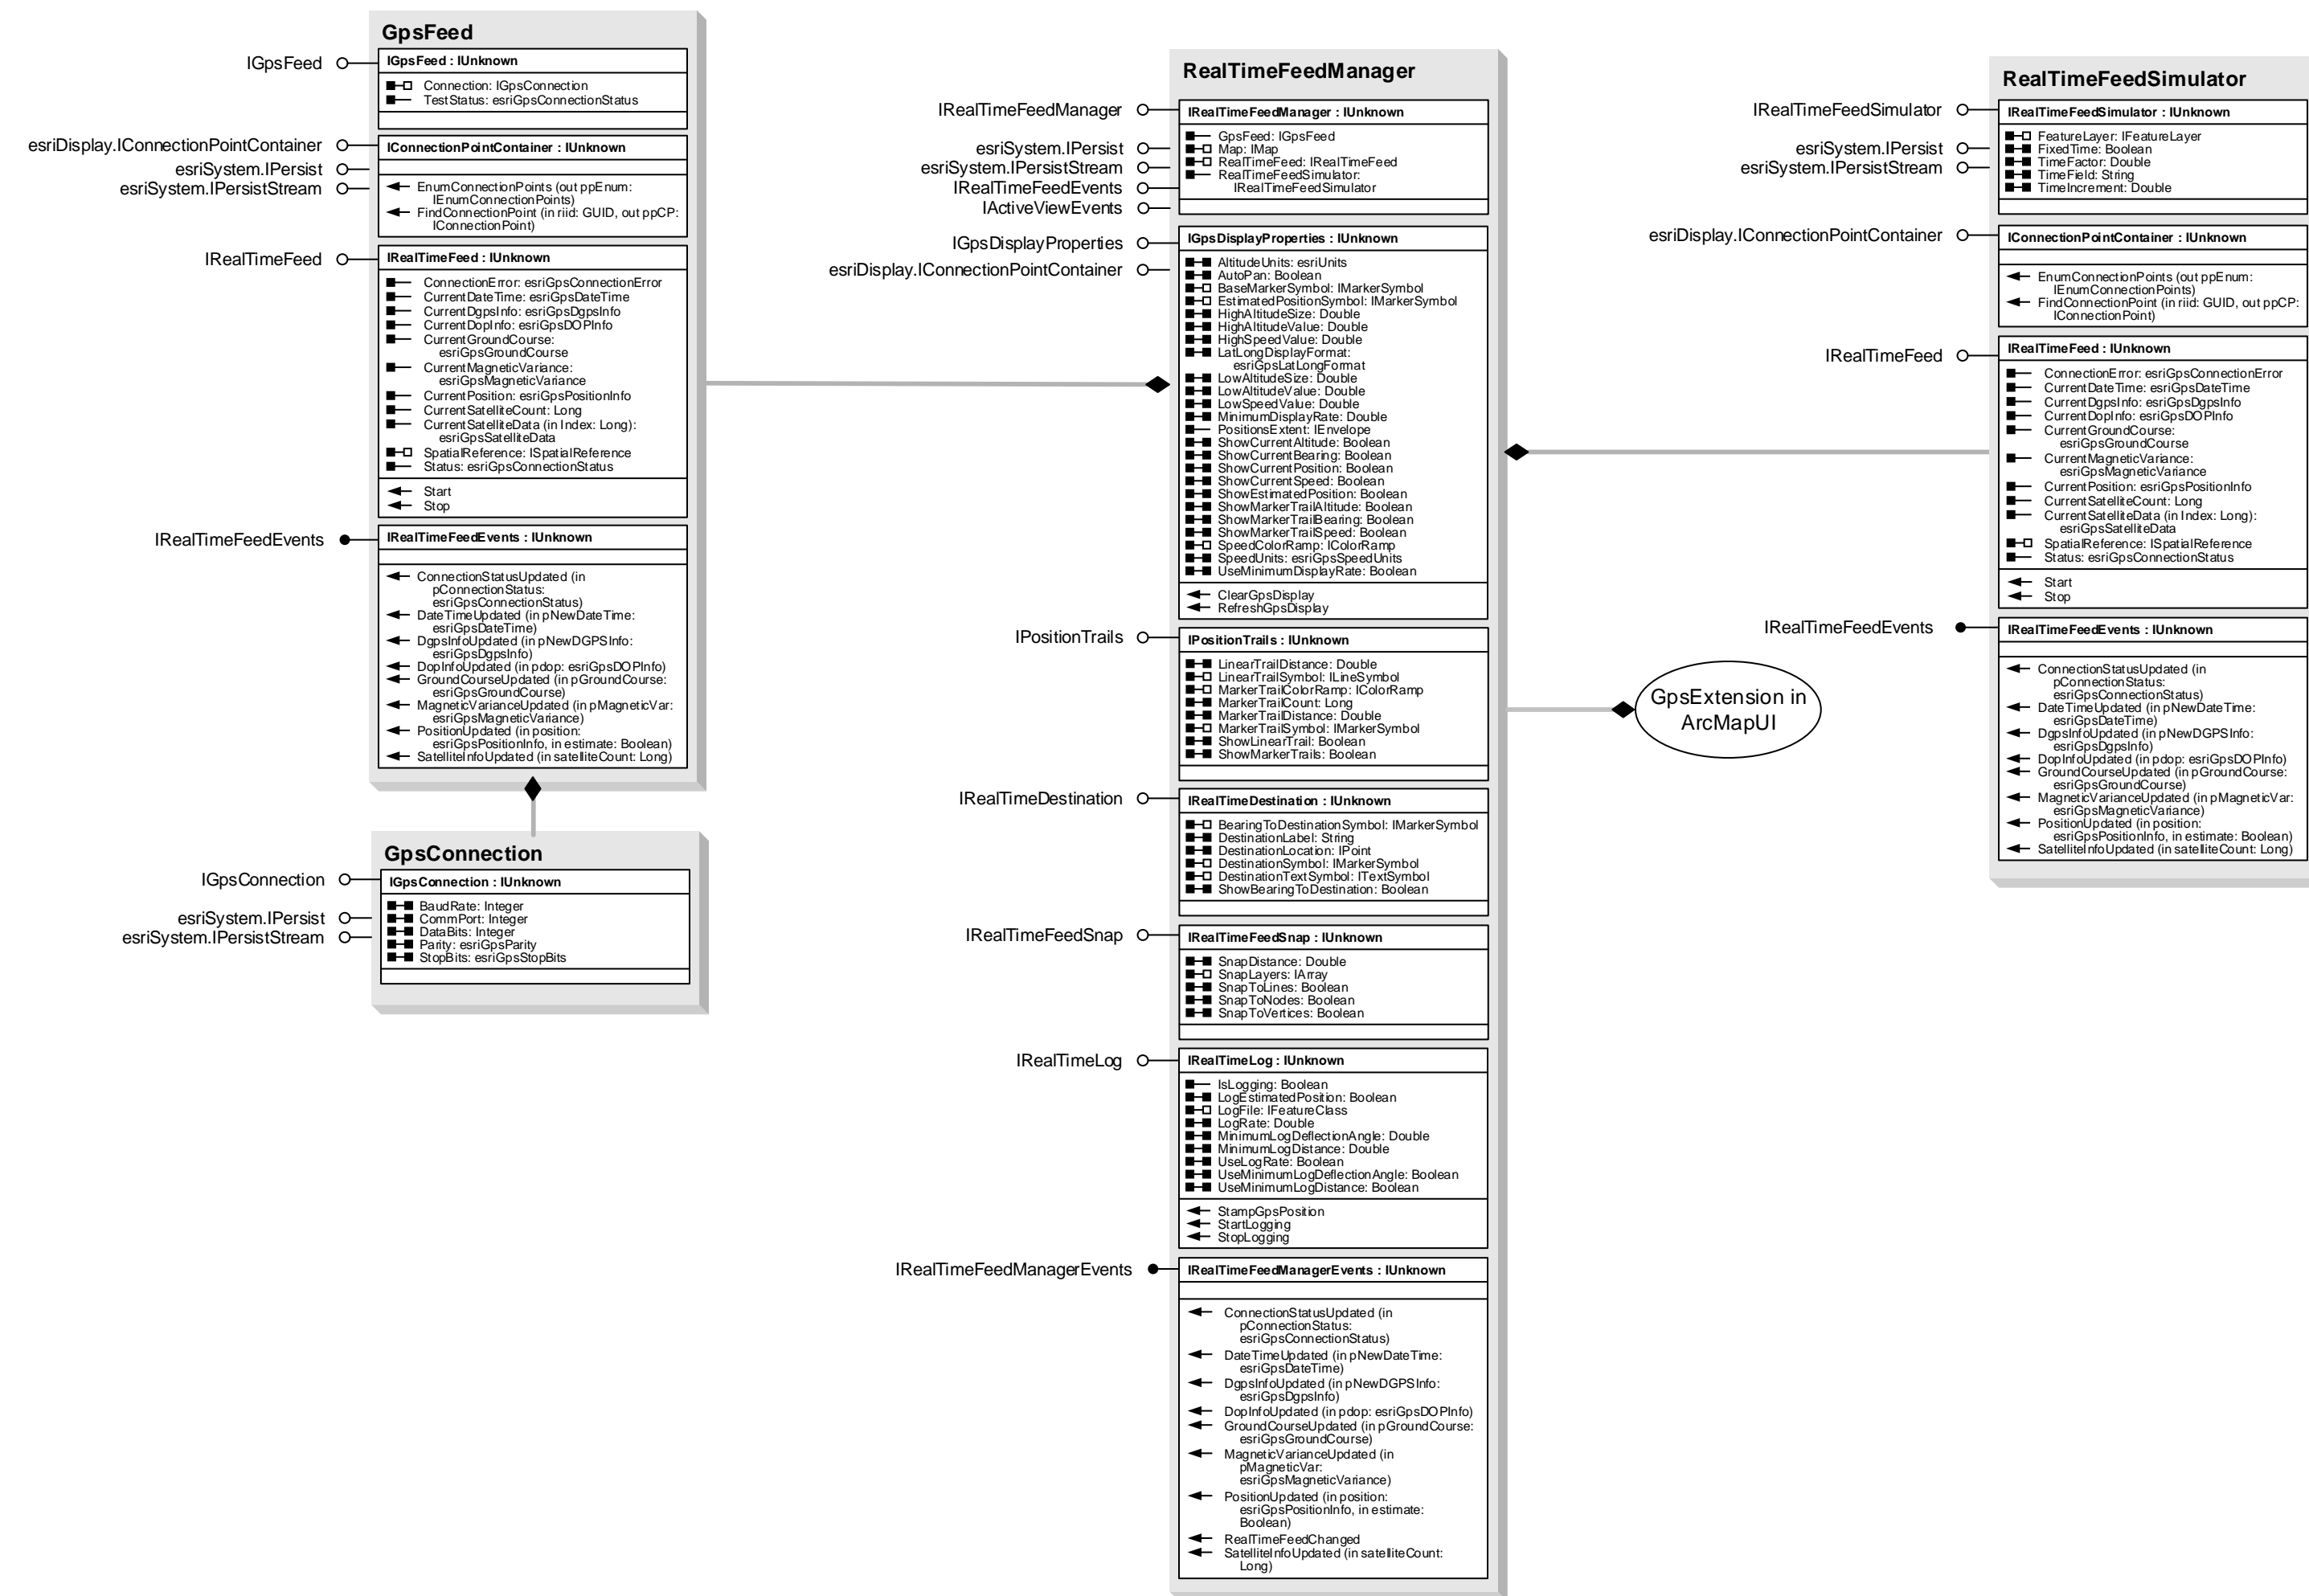 GpsFeed
IGpsFeed
IGpsFeed : IUnknown
Connection: IGpsConnection
TestStatus: esriGpsConnectionStatus
esriDisplay.IConnectionPointContainer
esriSystem.IPersist
esriSystem.IPersistStream
IConnectionPointContainer : IUnknown
EnumConnectionPoints (out ppEnum:
IEnumConnectionPoints)
FindConnectionPoint (in riid: GUID, out ppCP:
IConnectionPoint)
IRealTimeFeed
IRealTimeFeed : IUnknown
ConnectionError: esriGpsConnectionError
CurrentDateTime: esriGpsDateTime
CurrentDgpsInfo: esriGpsDgpsInfo
CurrentDopInfo: esriGpsDOPInfo
CurrentGroundCourse:
esriGpsGroundCourse
CurrentMagneticVariance:
esriGpsMagneticVariance
CurrentPosition: esriGpsPositionInfo
CurrentSatelliteCount: Long
CurrentSatelliteData (in Index: Long):
esriGpsSatelliteData
SpatialReference: ISpatialReference
Status: esriGpsConnectionStatus
Start
Stop
IRealTimeFeedEvents
IRealTimeFeedEvents : IUnknown
ConnectionStatusUpdated (in
pConnectionStatus:
esriGpsConnectionStatus)
DateTimeUpdated (in pNewDateTime:
esriGpsDateTime)
DgpsInfoUpdated (in pNewDGPSInfo:
esriGpsDgpsInfo)
DopInfoUpdated (in pdop: esriGpsDOPInfo)
GroundCourseUpdated (in pGroundCourse:
esriGpsGroundCourse)
MagneticVarianceUpdated (in pMagneticVar:
esriGpsMagneticVariance)
PositionUpdated (in position:
esriGpsPositionInfo, in estimate: Boolean)
SatelliteInfoUpdated (in satelliteCount: Long)
GpsConnection
IGpsConnection
esriSystem.IPersist
esriSystem.IPersistStream
IGpsConnection : IUnknown
BaudRate: Integer
CommPort: Integer
DataBits: Integer
Parity: esriGpsParity
StopBits: esriGpsStopBits
RealTimeFeedManager
IRealTimeFeedManager
esriSystem.IPersist
esriSystem.IPersistStream
IRealTimeFeedEvents
IActiveViewEvents
IRealTimeFeedManager : IUnknown
GpsFeed: IGpsFeed
Map: IMap
RealTimeFeed: IRealTimeFeed
RealTimeFeedSimulator:
IRealTimeFeedSimulator
IGpsDisplayProperties
esriDisplay.IConnectionPointContainer
IGpsDisplayProperties : IUnknown
AltitudeUnits: esriUnits
AutoPan: Boolean
BaseMarkerSymbol: IMarkerSymbol
EstimatedPositionSymbol: IMarkerSymbol
HighAltitudeSize: Double
HighAltitudeValue: Double
HighSpeedValue: Double
LatLongDisplayFormat:
esriGpsLatLongFormat
LowAltitudeSize: Double
LowAltitudeValue: Double
LowSpeedValue: Double
MinimumDisplayRate: Double
PositionsExtent: IEnvelope
ShowCurrentAltitude: Boolean
ShowCurrentBearing: Boolean
ShowCurrentPosition: Boolean
ShowCurrentSpeed: Boolean
ShowEstimatedPosition: Boolean
ShowMarkerTrailAltitude: Boolean
ShowMarkerTrailBearing: Boolean
ShowMarkerTrailSpeed: Boolean
SpeedColorRamp: IColorRamp
SpeedUnits: esriGpsSpeedUnits
UseMinimumDisplayRate: Boolean
ClearGpsDisplay
RefreshGpsDisplay
IPositionTrails
IPositionTrails : IUnknown
LinearTrailDistance: Double
LinearTrailSymbol: ILineSymbol
MarkerTrailColorRamp: IColorRamp
MarkerTrailCount: Long
MarkerTrailDistance: Double
MarkerTrailSymbol: IMarkerSymbol
ShowLinearTrail: Boolean
ShowMarkerTrails: Boolean
IRealTimeDestination
IRealTimeDestination : IUnknown
BearingToDestinationSymbol: IMarkerSymbol
DestinationLabel: String
DestinationLocation: IPoint
DestinationSymbol: IMarkerSymbol
DestinationTextSymbol: ITextSymbol
ShowBearingToDestination: Boolean
IRealTimeFeedSnap
IRealTimeFeedSnap : IUnknown
SnapDistance: Double
SnapLayers: IArray
SnapToLines: Boolean
SnapToNodes: Boolean
SnapToVertices: Boolean
IRealTimeLog
IRealTimeLog : IUnknown
IsLogging: Boolean
LogEstimatedPosition: Boolean
LogFile: IFeatureClass
LogRate: Double
MinimumLogDeflectionAngle: Double
MinimumLogDistance: Double
UseLogRate: Boolean
UseMinimumLogDeflectionAngle: Boolean
UseMinimumLogDistance: Boolean
StampGpsPosition
StartLogging
StopLogging
IRealTimeFeedManagerEvents
IRealTimeFeedManagerEvents : IUnknown
ConnectionStatusUpdated (in
pConnectionStatus:
esriGpsConnectionStatus)
DateTimeUpdated (in pNewDateTime:
esriGpsDateTime)
DgpsInfoUpdated (in pNewDGPSInfo:
esriGpsDgpsInfo)
DopInfoUpdated (in pdop: esriGpsDOPInfo)
GroundCourseUpdated (in pGroundCourse:
esriGpsGroundCourse)
MagneticVarianceUpdated (in
pMagneticVar:
esriGpsMagneticVariance)
PositionUpdated (in position:
esriGpsPositionInfo, in estimate:
Boolean)
RealTimeFeedChanged
SatelliteInfoUpdated (in satelliteCount:
Long)
GpsExtension in
ArcMapUI
RealTimeFeedSimulator
IRealTimeFeedSimulator
esriSystem.IPersist
esriSystem.IPersistStream
IRealTimeFeedSimulator : IUnknown
FeatureLayer: IFeatureLayer
FixedTime: Boolean
TimeFactor: Double
TimeField: String
TimeIncrement: Double
esriDisplay.IConnectionPointContainer
IConnectionPointContainer : IUnknown
EnumConnectionPoints (out ppEnum:
IEnumConnectionPoints)
FindConnectionPoint (in riid: GUID, out ppCP:
IConnectionPoint)
IRealTimeFeed
IRealTimeFeed : IUnknown
ConnectionError: esriGpsConnectionError
CurrentDateTime: esriGpsDateTime
CurrentDgpsInfo: esriGpsDgpsInfo
CurrentDopInfo: esriGpsDOPInfo
CurrentGroundCourse:
esriGpsGroundCourse
CurrentMagneticVariance:
esriGpsMagneticVariance
CurrentPosition: esriGpsPositionInfo
CurrentSatelliteCount: Long
CurrentSatelliteData (in Index: Long):
esriGpsSatelliteData
SpatialReference: ISpatialReference
Status: esriGpsConnectionStatus
Start
Stop
IRealTimeFeedEvents
IRealTimeFeedEvents : IUnknown
ConnectionStatusUpdated (in
pConnectionStatus:
esriGpsConnectionStatus)
DateTimeUpdated (in pNewDateTime:
esriGpsDateTime)
DgpsInfoUpdated (in pNewDGPSInfo:
esriGpsDgpsInfo)
DopInfoUpdated (in pdop: esriGpsDOPInfo)
GroundCourseUpdated (in pGroundCourse:
esriGpsGroundCourse)
MagneticVarianceUpdated (in pMagneticVar:
esriGpsMagneticVariance)
PositionUpdated (in position:
esriGpsPositionInfo, in estimate: Boolean)
SatelliteInfoUpdated (in satelliteCount: Long)